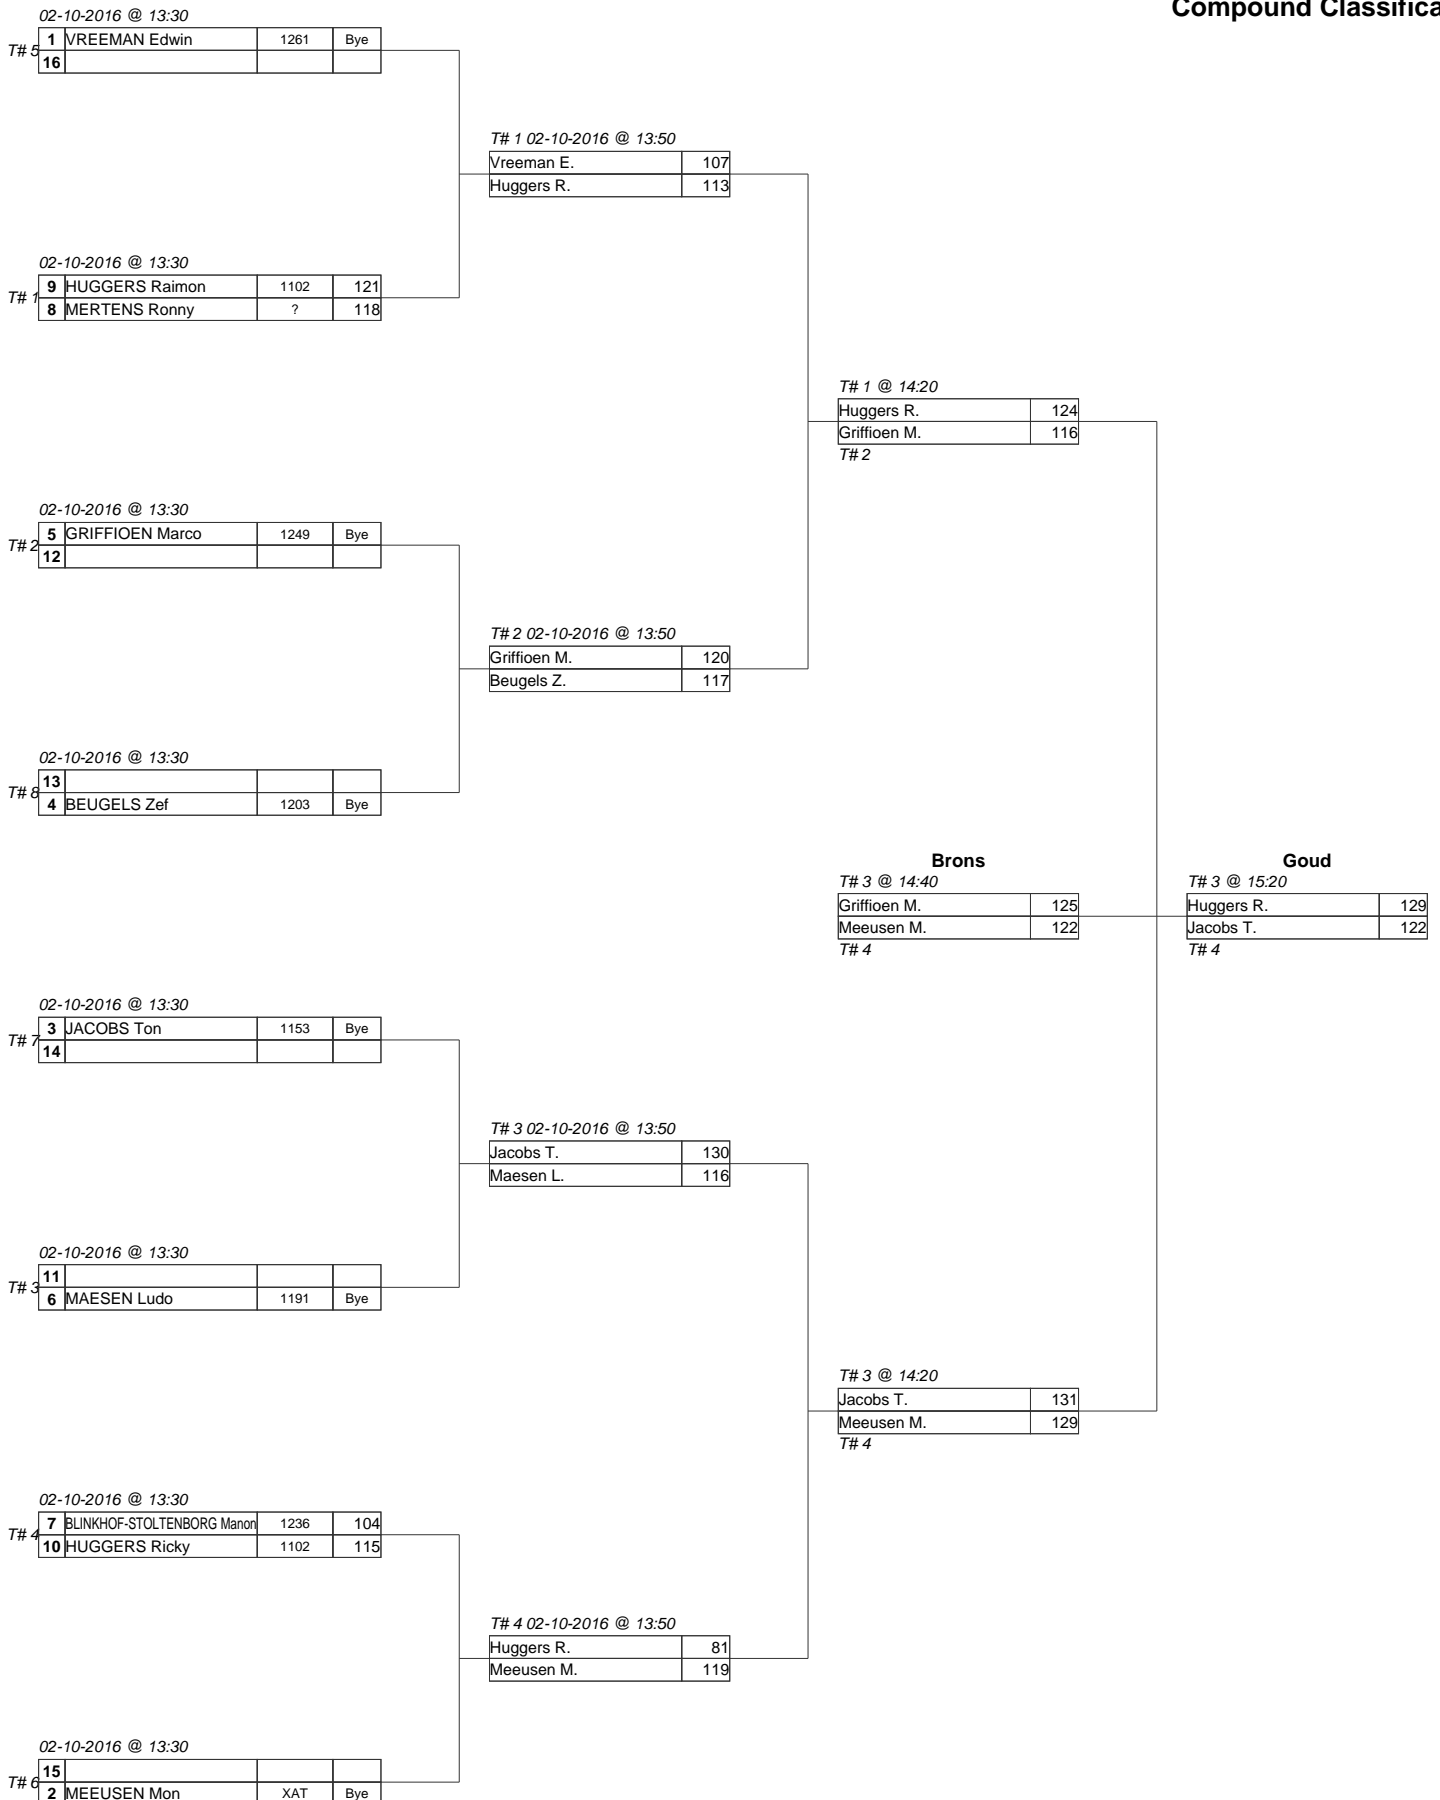 Compound Classifica
02-10-2016 @ 13:30
T# 5
1 VREEMAN Edwin 1261 Bye
16
T# 1 02-10-2016 @ 13:50
Vreeman E. 107
Huggers R. 113
02-10-2016 @ 13:30
T# 1
9 HUGGERS Raimon 1102 121
8 MERTENS Ronny ? 118
T# 1 @ 14:20
Huggers R. 124
Griffioen M. 116
T# 2
02-10-2016 @ 13:30
T# 2
5 GRIFFIOEN Marco 1249 Bye
12
T# 2 02-10-2016 @ 13:50
Griffioen M. 120
Beugels Z. 117
02-10-2016 @ 13:30
T# 8
13
4 BEUGELS Zef 1203 Bye
Brons
T# 3 @ 14:40
Griffioen M. 125
Meeusen M. 122
T# 4
Goud
T# 3 @ 15:20
Huggers R. 129
Jacobs T. 122
T# 4
02-10-2016 @ 13:30
T# 7
3 JACOBS Ton 1153 Bye
14
T# 3 02-10-2016 @ 13:50
Jacobs T. 130
Maesen L. 116
02-10-2016 @ 13:30
T# 3
11
6 MAESEN Ludo 1191 Bye
T# 3 @ 14:20
Jacobs T. 131
Meeusen M. 129
T# 4
02-10-2016 @ 13:30
T# 4
7 BLINKHOF-STOLTENBORG Manon 1236 104
10 HUGGERS Ricky 1102 115
T# 4 02-10-2016 @ 13:50
Huggers R. 81
Meeusen M. 119
02-10-2016 @ 13:30
T# 6
15
2 MEEUSEN Mon XAT Bye